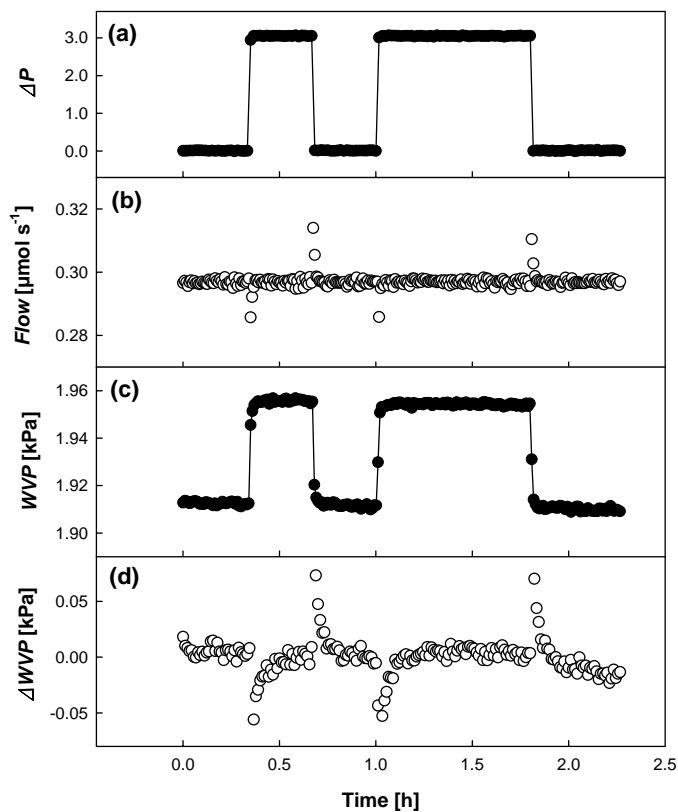 (a)
3.0
2.0
1.0
0.0
ΔP
(b)
0.32
0.30
0.28
Flow [µmol s⁻¹]
(c)
1.96
1.94
1.92
1.90
WVP [kPa]
(d)
0.05
0.00
-0.05
ΔWVP [kPa]
0.0 0.5 1.0 1.5 2.0 2.5
Time [h]